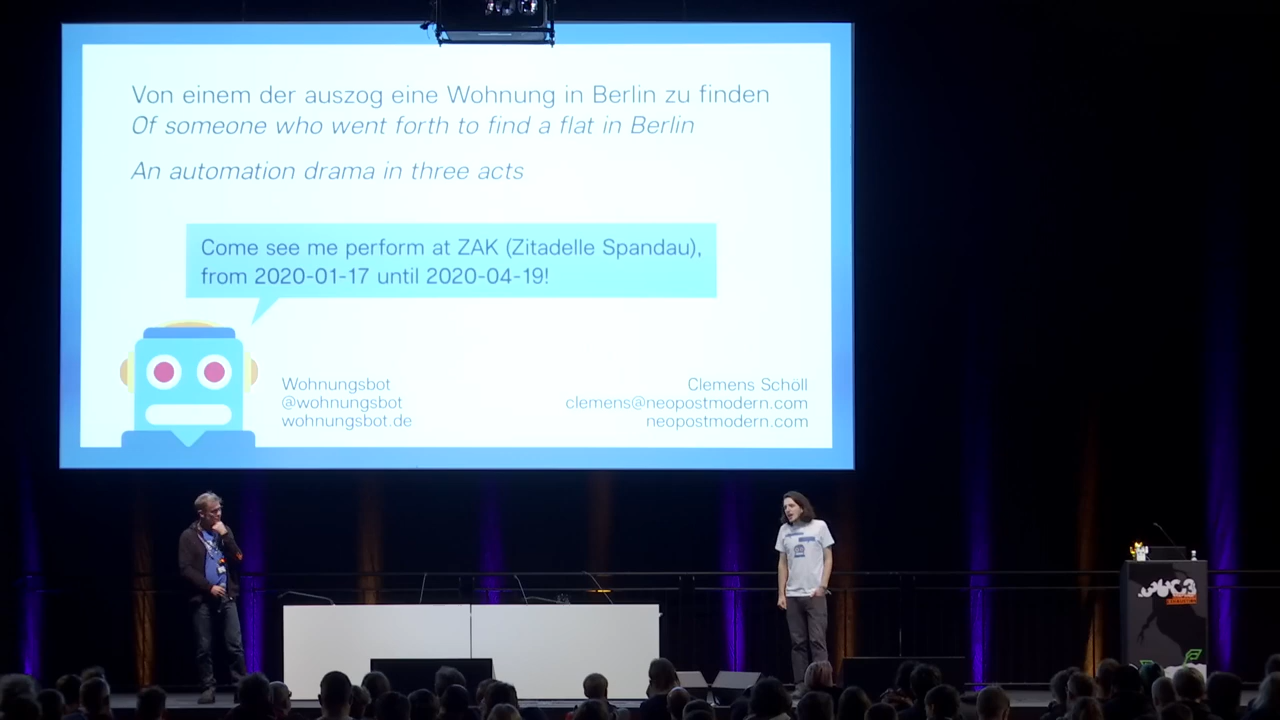 Von einem der auszog eine Wohnung in Berlin zu finden
Of someone who went forth to find a flat in Berlin
An automation drama in three acts
Come see me perform at ZAK (Zitadelle Spandau),
from 2020-01-17 until 2020-04-19!
Wohnungsbot
@wohnungsbot
wohnungsbot.de
Clemens Schöll
clemens@neopostmodern.com
neopostmodern.com